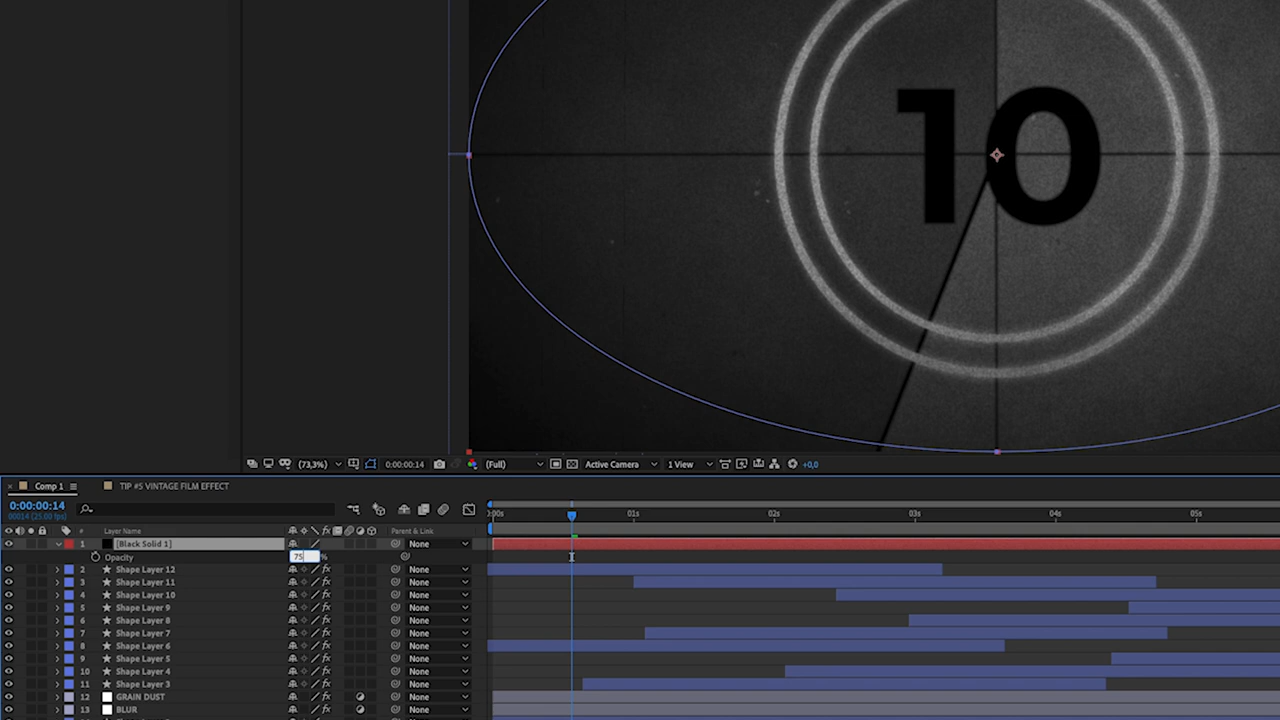 10
(73,3%) 0:00:00:14 (Full) Active Camera 1 View +0,0
Comp 1 TIP #5 VINTAGE FILM EFFECT
0:00:00:14
00014 (25.00 fps)
:00s 01s 02s 03s 04s 05s
# Layer Name Parent & Link
1 [Black Solid 1] None
Opacity 75 %
2 Shape Layer 12 None
3 Shape Layer 11 None
4 Shape Layer 10 None
5 Shape Layer 9 None
6 Shape Layer 8 None
7 Shape Layer 7 None
8 Shape Layer 6 None
9 Shape Layer 5 None
10 Shape Layer 4 None
11 Shape Layer 3 None
12 GRAIN DUST None
13 BLUR None